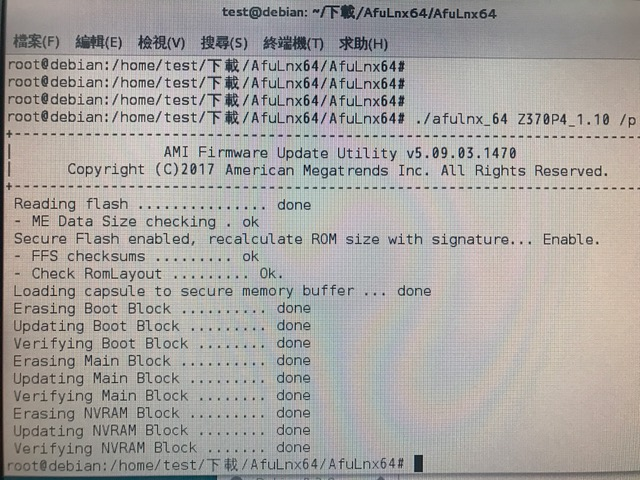 test@debian: ~/下載/AfuLnx64/AfuLnx64
檔案(F) 編輯(E) 檢視(V) 搜尋(S) 終端機(T) 求助(H)
root@debian:/home/test/下載/AfuLnx64/AfuLnx64#
root@debian:/home/test/下載/AfuLnx64/AfuLnx64#
root@debian:/home/test/下載/AfuLnx64/AfuLnx64#
root@debian:/home/test/下載/AfuLnx64/AfuLnx64# ./afulnx_64 Z370P4_1.10 /p
+---------------------------------------------------------------------------
| AMI Firmware Update Utility v5.09.03.1470
| Copyright (C)2017 American Megatrends Inc. All Rights Reserved.
+---------------------------------------------------------------------------
Reading flash ............... done
- ME Data Size checking . ok
Secure Flash enabled, recalculate ROM size with signature... Enable.
- FFS checksums ......... ok
- Check RomLayout ......... Ok.
Loading capsule to secure memory buffer ... done
Erasing Boot Block .......... done
Updating Boot Block ......... done
Verifying Boot Block ........ done
Erasing Main Block .......... done
Updating Main Block ......... done
Verifying Main Block ........ done
Erasing NVRAM Block ......... done
Updating NVRAM Block ........ done
Verifying NVRAM Block ....... done
root@debian:/home/test/下載/AfuLnx64/AfuLnx64#